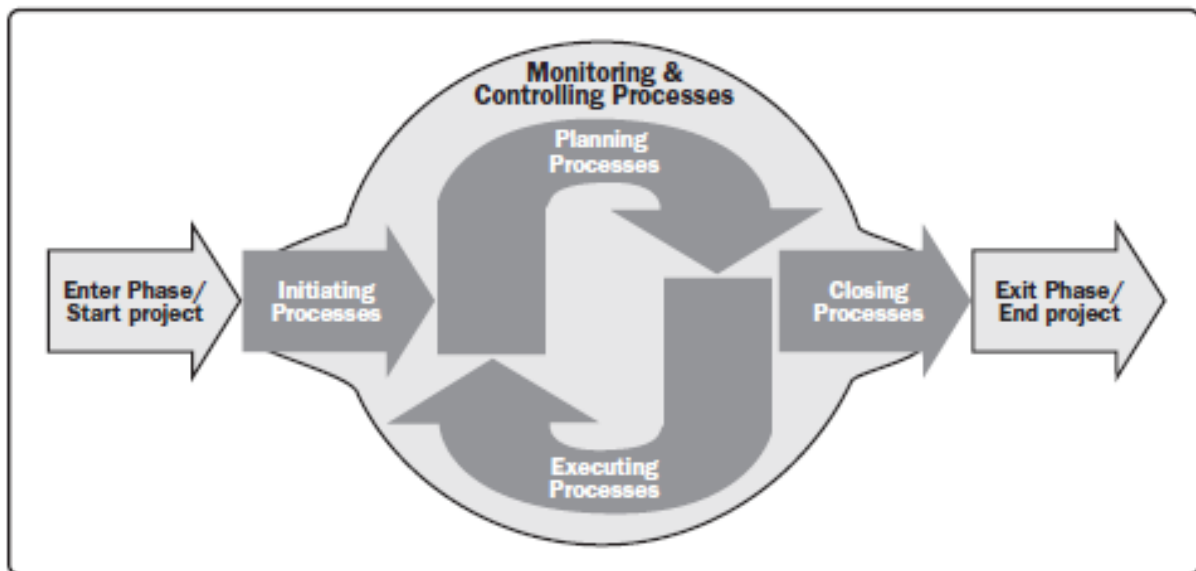 Monitoring &
Controlling Processes
Planning
Processes
Enter Phase/
Start project
Initiating
Processes
Closing
Processes
Exit Phase/
End project
Executing
Processes